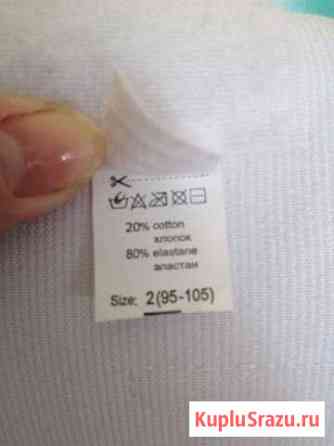 20% cotton
хлопок
80% elastane
эластан
Size: 2(95-105)
KupluSrazu.ru